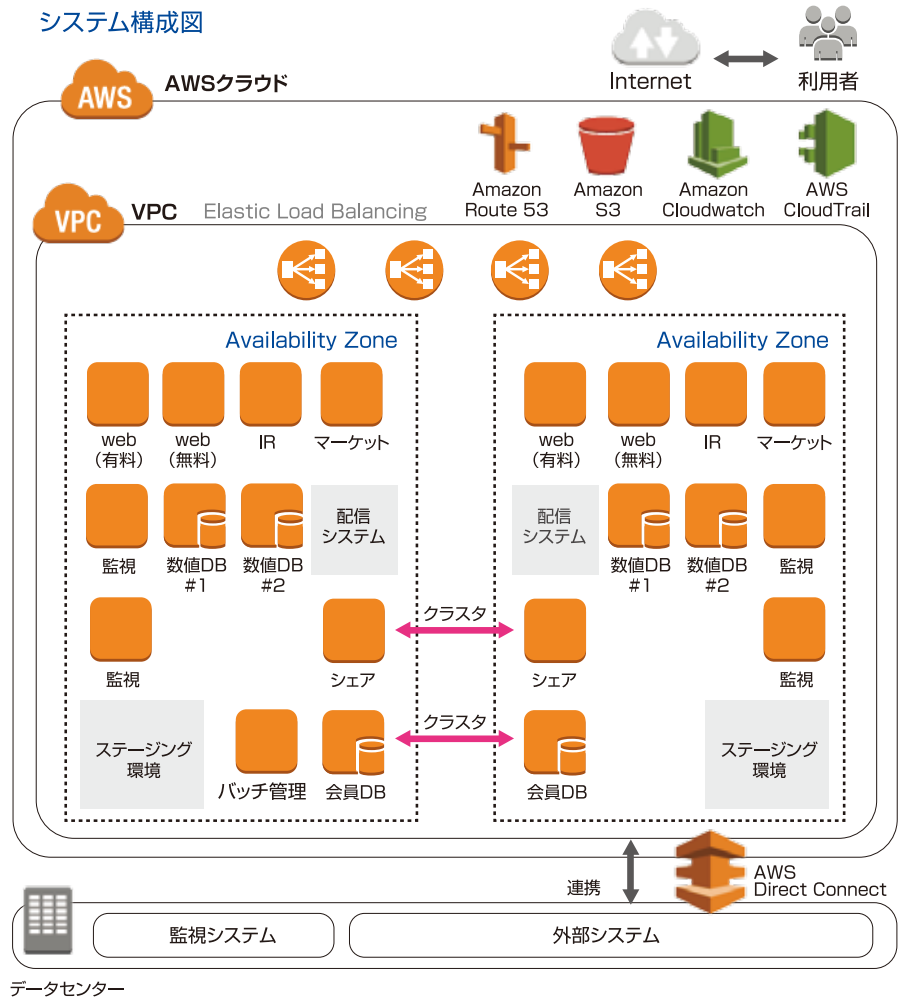 システム構成図
Internet
利用者
AWS
AWSクラウド
Amazon
Route 53
Amazon
S3
Amazon
Cloudwatch
AWS
CloudTrail
VPC
VPC
Elastic Load Balancing
Availability Zone
web
（有料）
web
（無料）
IR
マーケット
監視
数値DB
#1
数値DB
#2
配信
システム
監視
シェア
ステージング
環境
バッチ管理
会員DB
クラスタ
クラスタ
Availability Zone
web
（有料）
web
（無料）
IR
マーケット
配信
システム
数値DB
#1
数値DB
#2
監視
シェア
監視
会員DB
ステージング
環境
連携
AWS
Direct Connect
監視システム
外部システム
データセンター